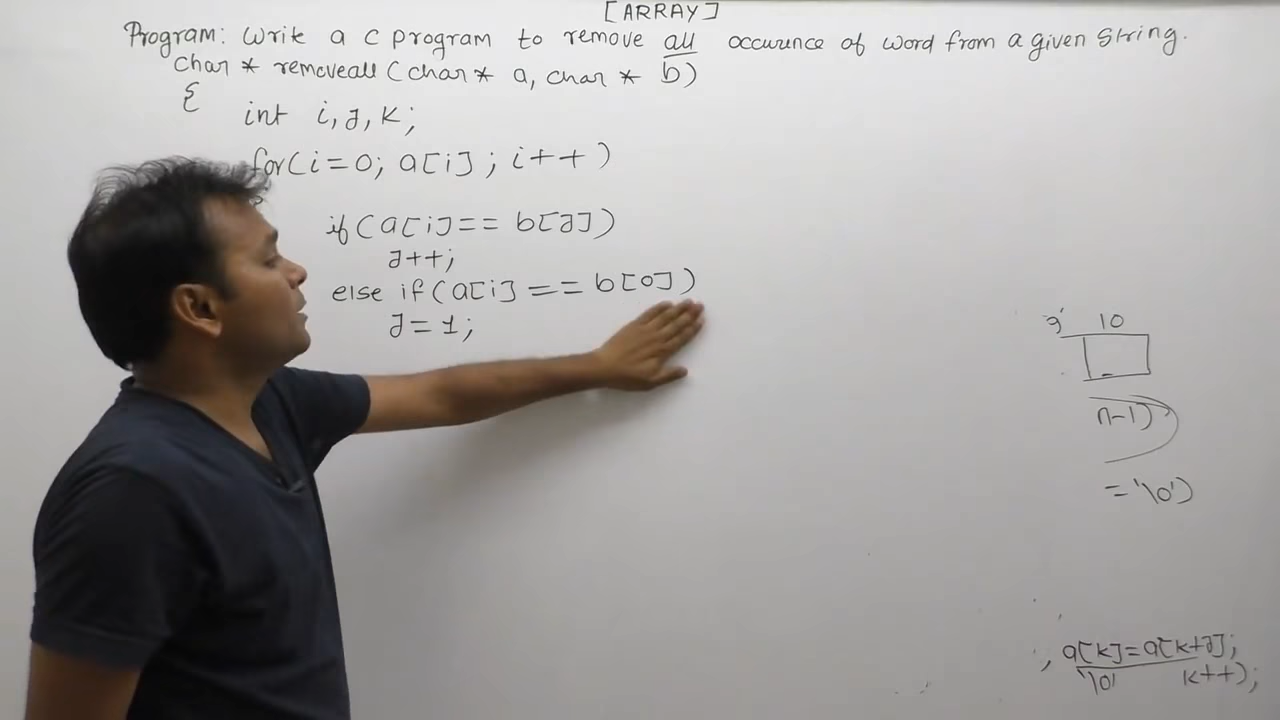 [ARRAY]
Program: Write a c program to remove all occurence of word from a given string.
char * removeall (char * a, char * b)
{
int i, j, k;
for(i=0; a[i]; i++)
if(a[i]== b[j])
j++;
else if(a[i] == b[0])
j=1;
10
n-1)
='\0')
, a[k]=a[k+j];
'\0' k++);